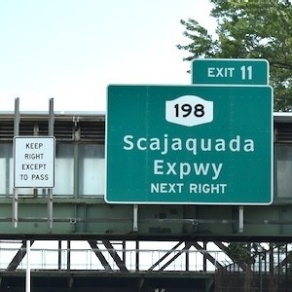 EXIT 11
198
Scajaquada
Expwy
NEXT RIGHT
KEEP
RIGHT
EXCEPT
TO PASS